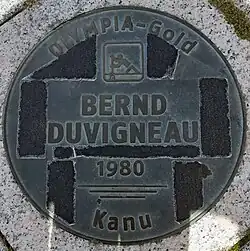 OLYMPIA-Gold
BERND
DUVIGNEAU
1980
Kanu